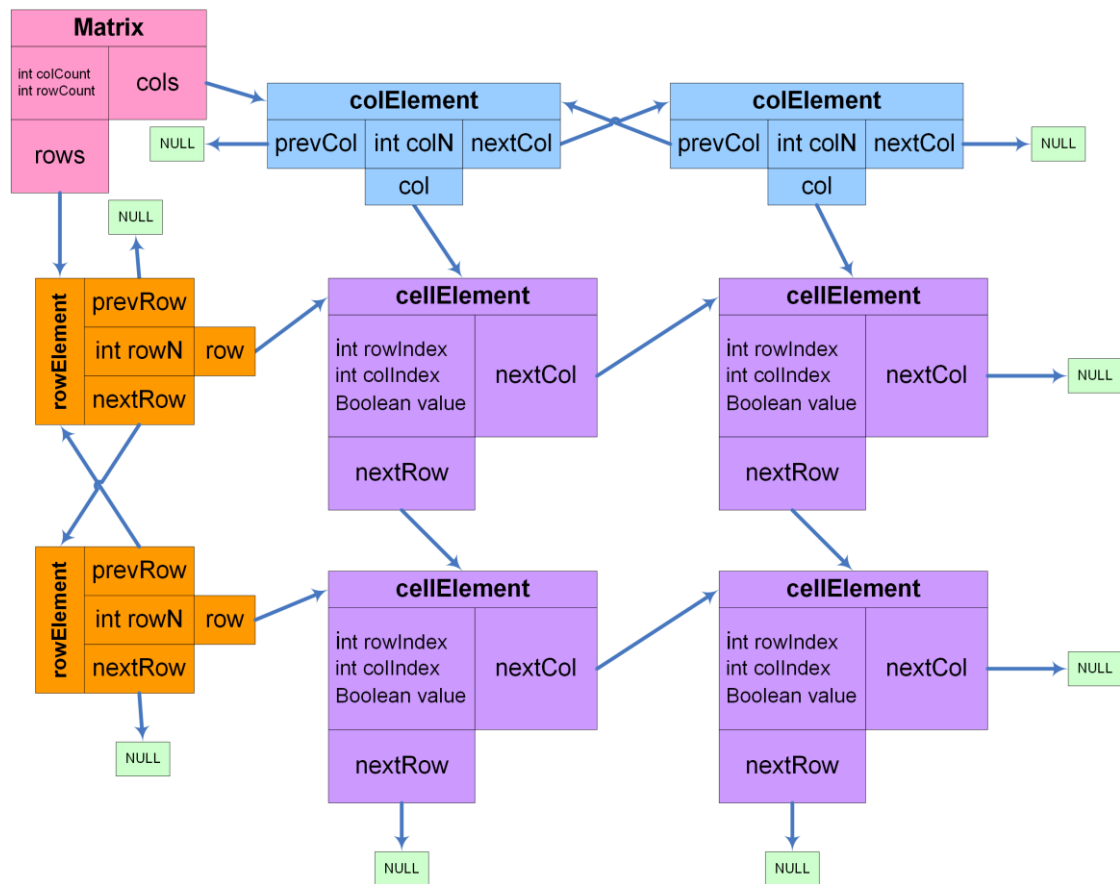 Matrix
int colCount
int rowCount
cols
rows
colElement
prevCol int colN nextCol
col
colElement
prevCol int colN nextCol
col
NULL
NULL
NULL
rowElement
prevRow
int rowN row
nextRow
cellElement
int rowIndex
int colIndex
Boolean value
nextCol
nextRow
cellElement
int rowIndex
int colIndex
Boolean value
nextCol
nextRow
NULL
rowElement
prevRow
int rowN row
nextRow
NULL
cellElement
int rowIndex
int colIndex
Boolean value
nextCol
nextRow
cellElement
int rowIndex
int colIndex
Boolean value
nextCol
nextRow
NULL
NULL
NULL